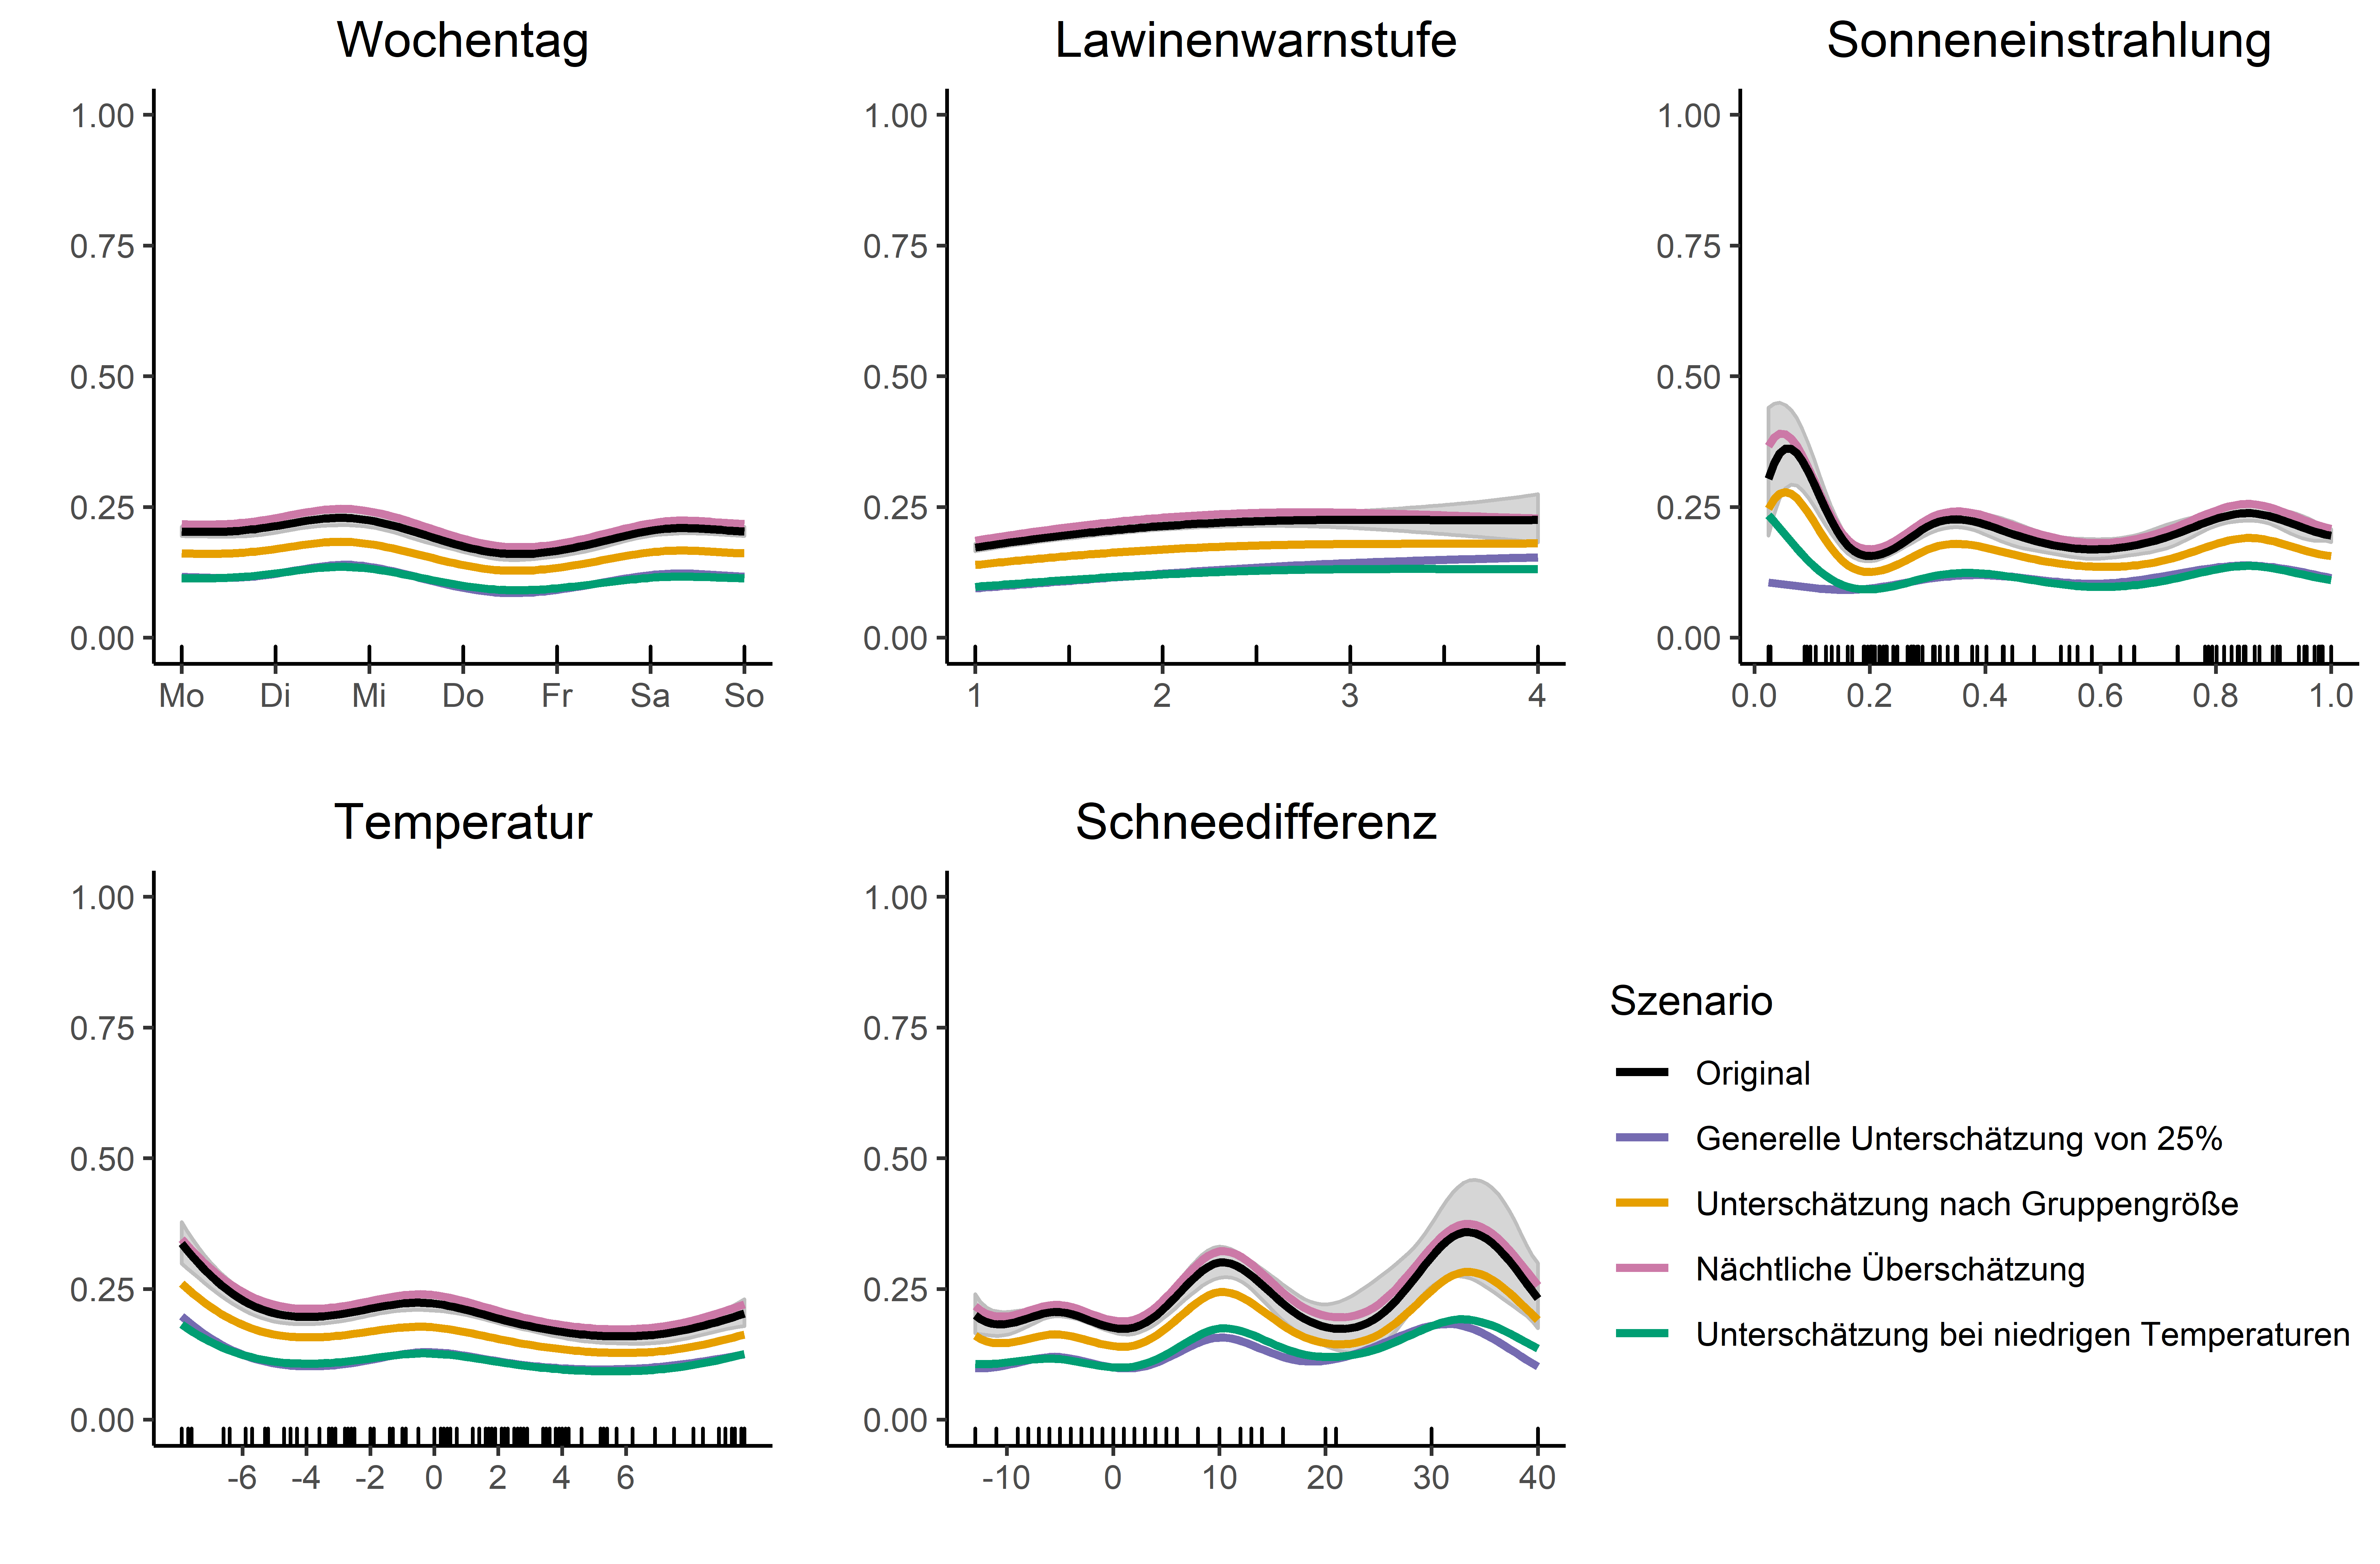 Wochentag
1.00
0.75
0.50
0.25
0.00
Mo Di Mi Do Fr Sa So
Lawinenwarnstufe
1.00
0.75
0.50
0.25
0.00
1 2 3 4
Sonneneinstrahlung
1.00
0.75
0.50
0.25
0.00
0.0 0.2 0.4 0.6 0.8 1.0
Temperatur
1.00
0.75
0.50
0.25
0.00
-6 -4 -2 0 2 4 6
Schneedifferenz
1.00
0.75
0.50
0.25
0.00
-10 0 10 20 30 40
Szenario
Original
Generelle Unterschätzung von 25%
Unterschätzung nach Gruppengröße
Nächtliche Überschätzung
Unterschätzung bei niedrigen Temperaturen